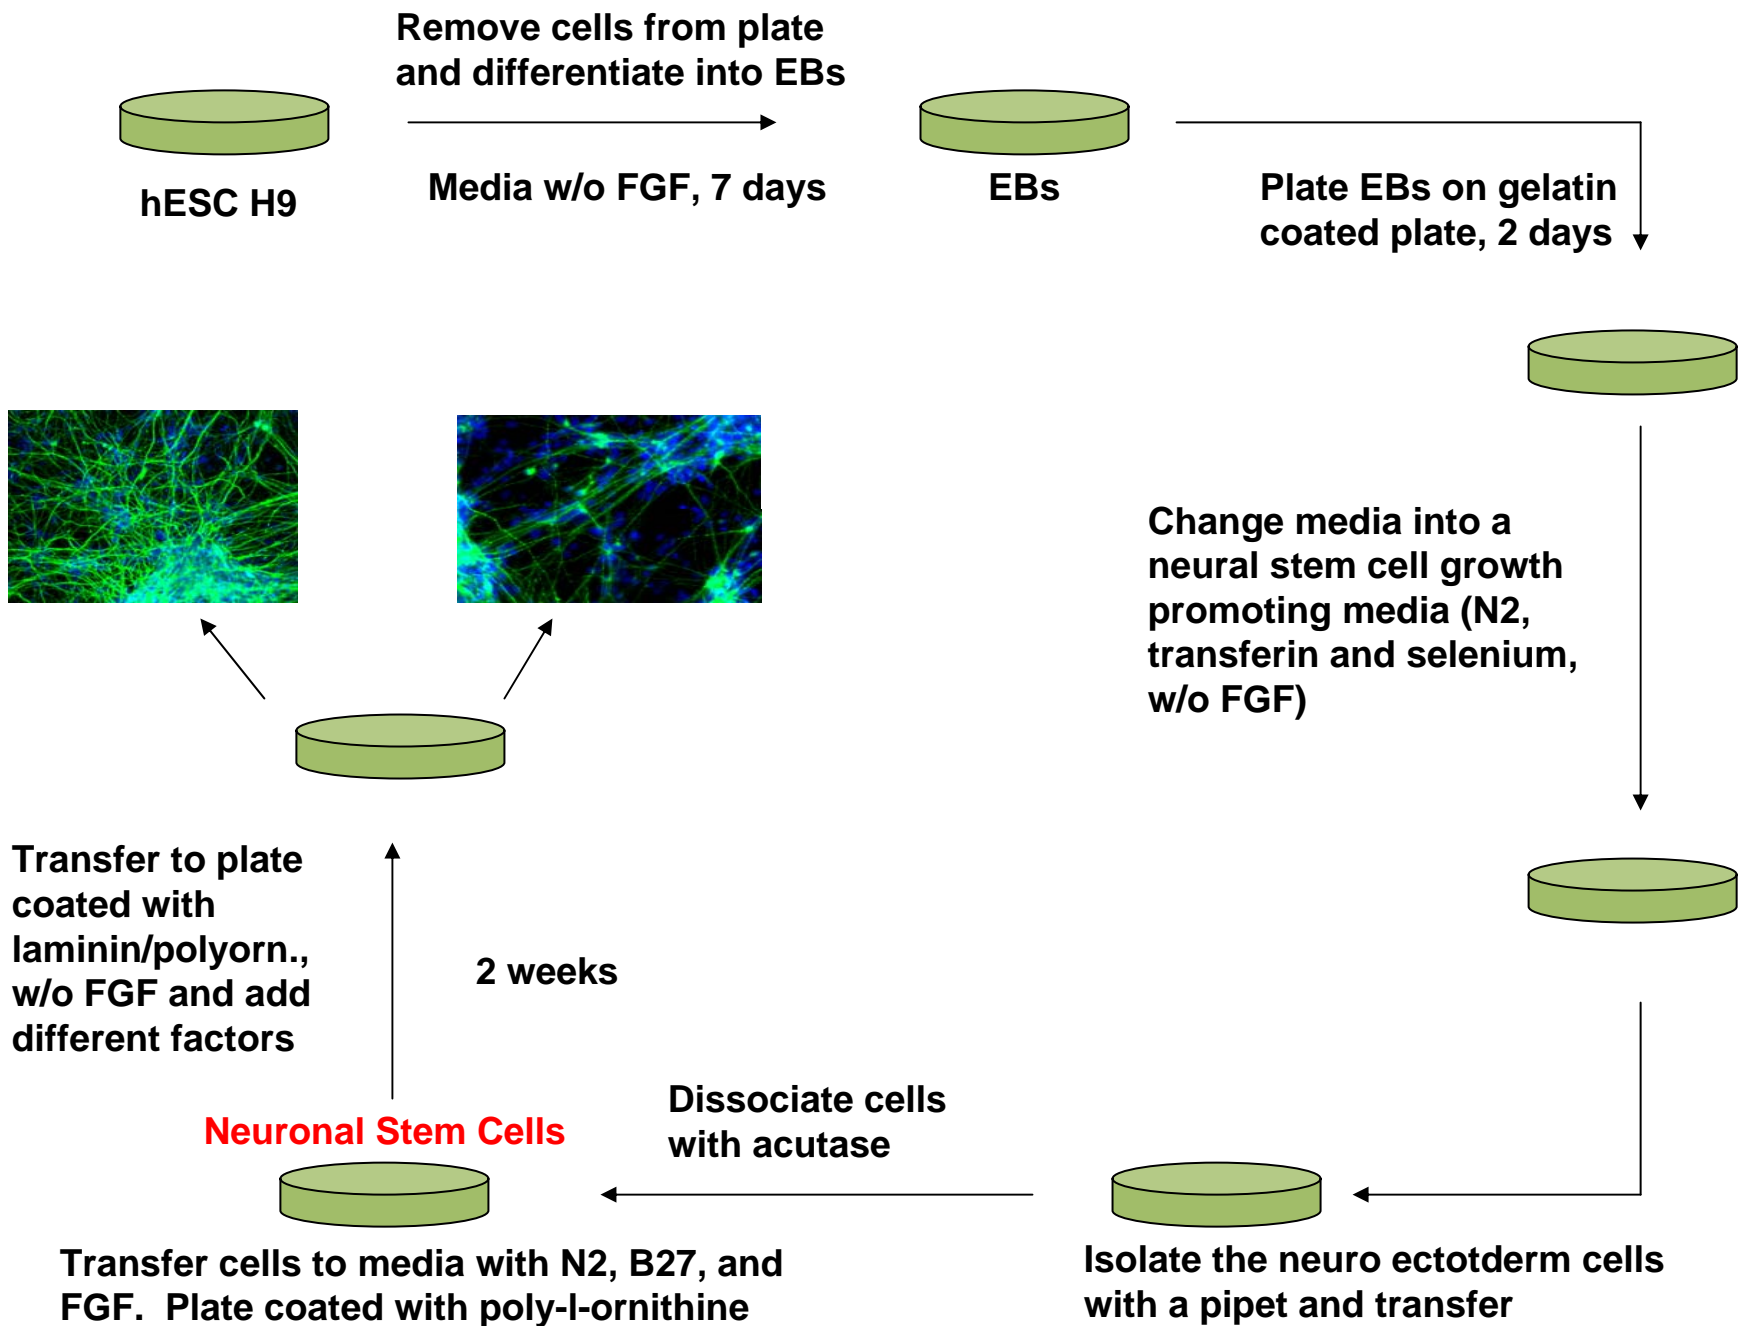 Remove cells from plate
and differentiate into EBs
hESC H9
Media w/o FGF, 7 days
EBs
Plate EBs on gelatin
coated plate, 2 days
Change media into a
neural stem cell growth
promoting media (N2,
transferin and selenium,
w/o FGF)
Isolate the neuro ectotderm cells
with a pipet and transfer
Dissociate cells
with acutase
Neuronal Stem Cells
Transfer cells to media with N2, B27, and
FGF. Plate coated with poly-l-ornithine
2 weeks
Transfer to plate
coated with
laminin/polyorn.,
w/o FGF and add
different factors